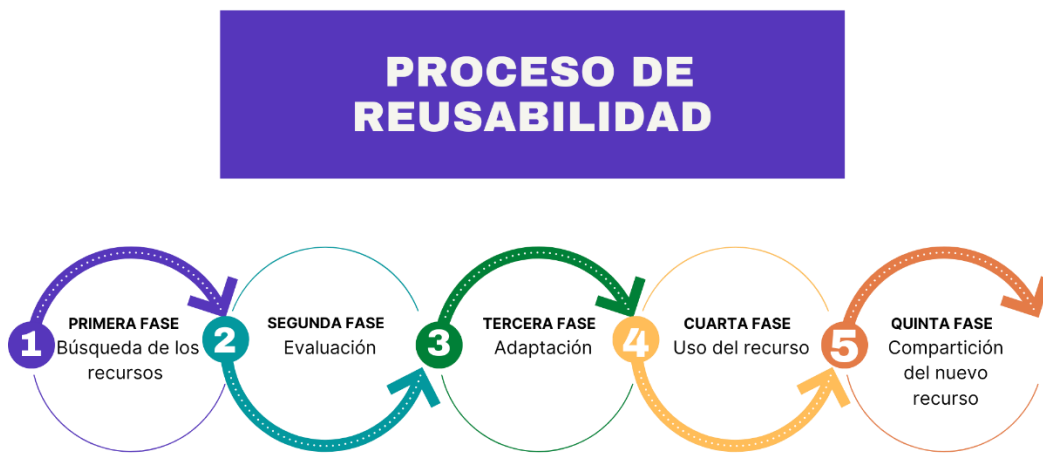 PROCESO DE
REUSABILIDAD
1
PRIMERA FASE
Búsqueda de los
recursos
2
SEGUNDA FASE
Evaluación
3
TERCERA FASE
Adaptación
4
CUARTA FASE
Uso del recurso
5
QUINTA FASE
Compartición
del nuevo
recurso